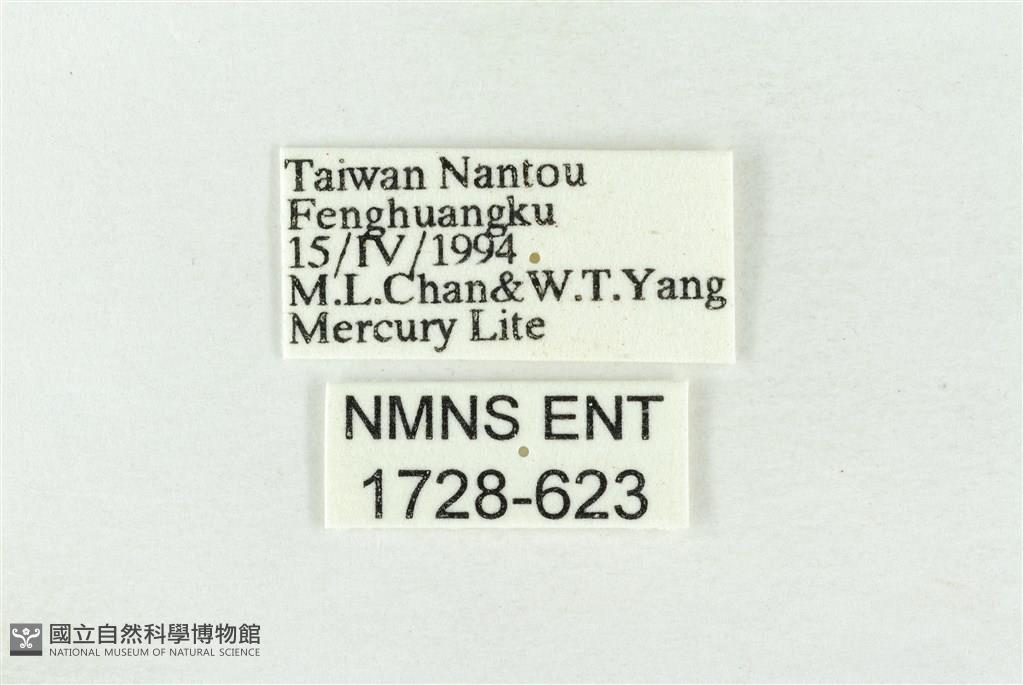 Taiwan Nantou
Fenghuangku
15/IV/1994
M.L.Chan&W.T.Yang
Mercury Lite
NMNS ENT
1728-623
國立自然科學博物館
NATIONAL MUSEUM OF NATURAL SCIENCE